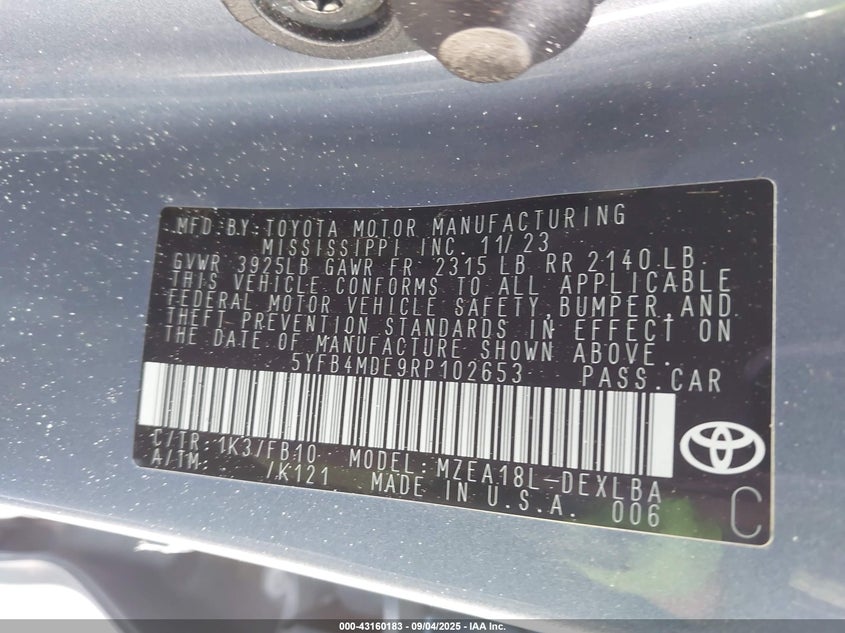 MFD.BY:TOYOTA MOTOR MANUFACTURING
MISSISSIPPI INC. 11/23
GVWR 3925LB GAWR FR 2315 LB RR 2140 LB
THIS VEHICLE CONFORMS TO ALL APPLICABLE
FEDERAL MOTOR VEHICLE SAFETY, BUMPER, AND
THEFT PREVENTION STANDARDS IN EFFECT ON
THE DATE OF MANUFACTURE SHOWN ABOVE.
5YFB4MDE9RP102653 PASS.CAR
C/TR 1K3/FB10 MODEL:MZEA18L-DEXLBA
A/TM /K121 MADE IN U.S.A. 006
C
000-43160183 - 09/04/2025 - IAA Inc.